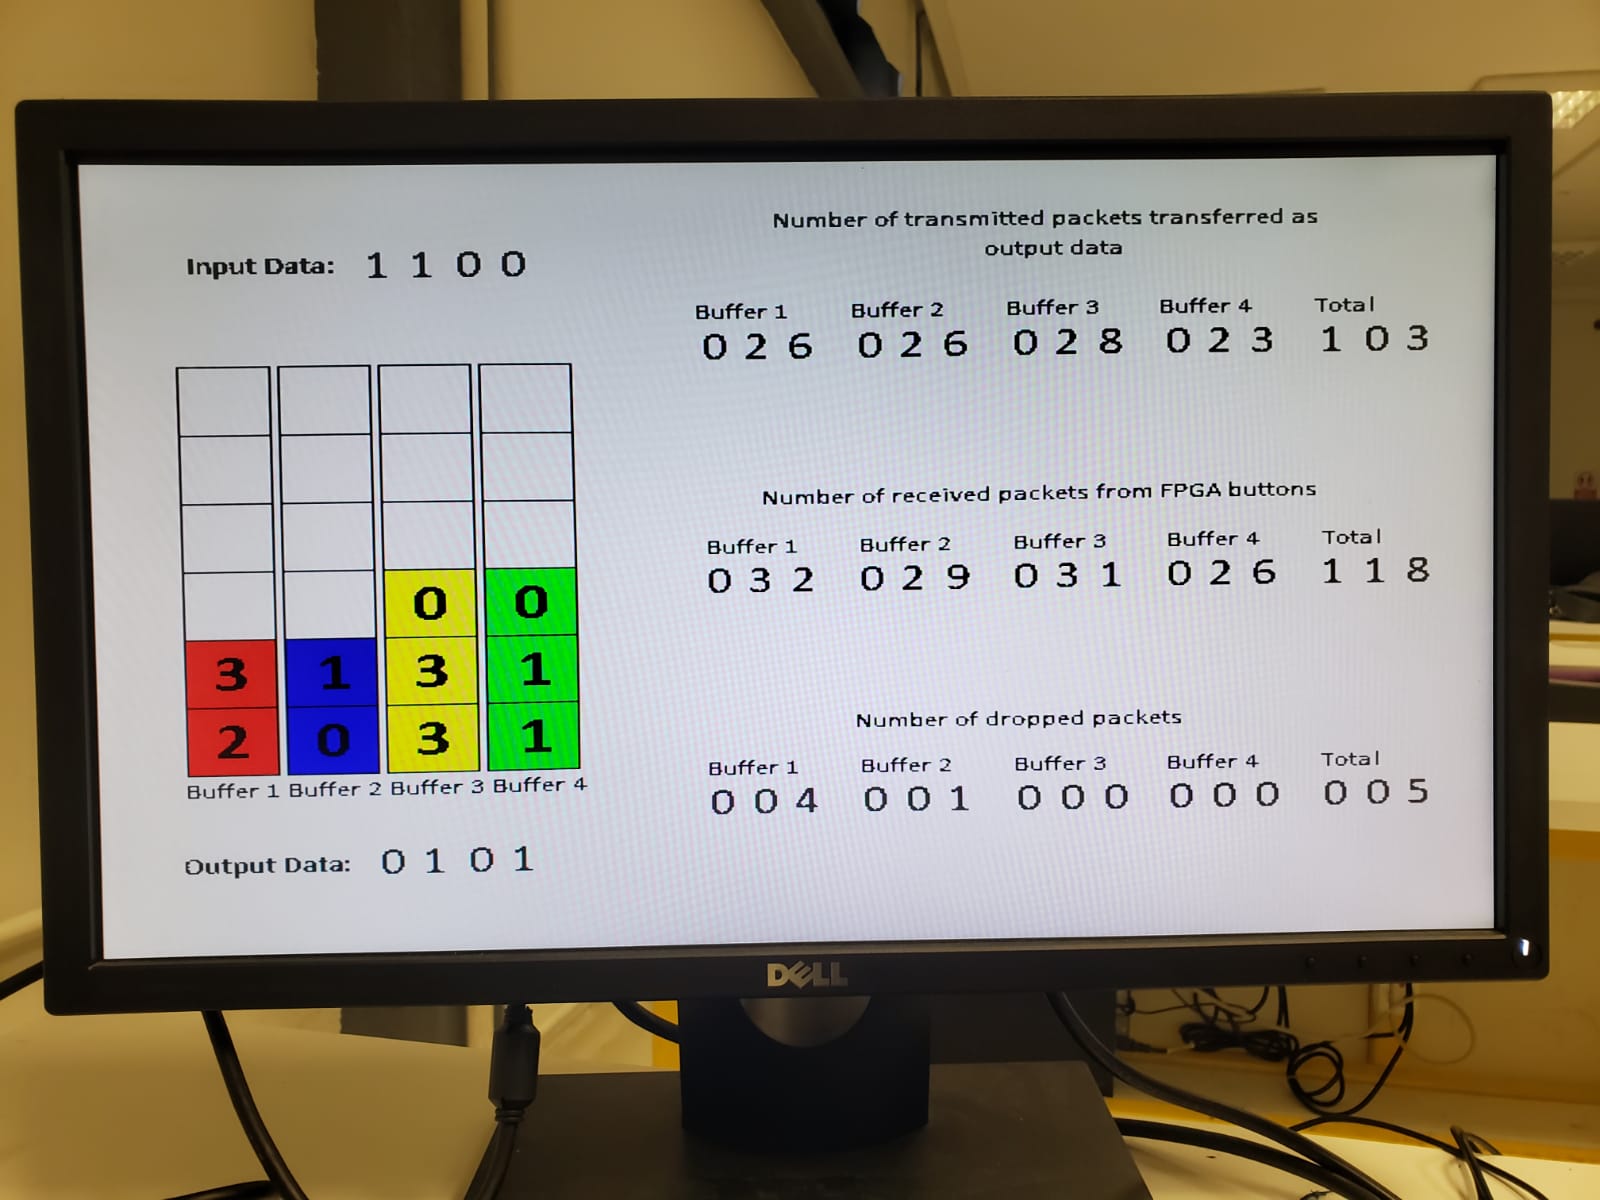 Input Data: 1 1 0 0
0 0
3 1 3 1
2 0 3 1
Buffer 1 Buffer 2 Buffer 3 Buffer 4
Output Data: 0 1 0 1
Number of transmitted packets transferred as
output data
Buffer 1 Buffer 2 Buffer 3 Buffer 4 Total
0 2 6 0 2 6 0 2 8 0 2 3 1 0 3
Number of received packets from FPGA buttons
Buffer 1 Buffer 2 Buffer 3 Buffer 4 Total
0 3 2 0 2 9 0 3 1 0 2 6 1 1 8
Number of dropped packets
Buffer 1 Buffer 2 Buffer 3 Buffer 4 Total
0 0 4 0 0 1 0 0 0 0 0 0 0 0 5
DELL